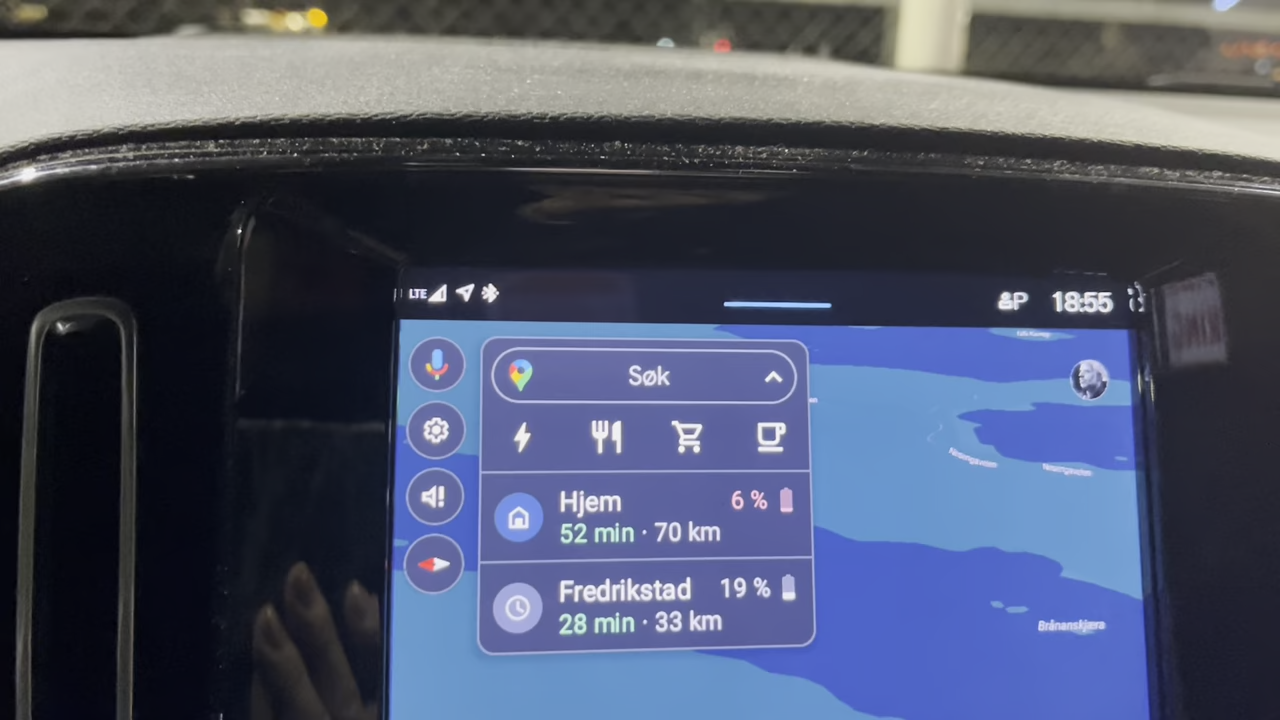 LTE
P 18:55
Søk
Hjem 6 %
52 min · 70 km
Fredrikstad 19 %
28 min · 33 km
Brånanskjæra